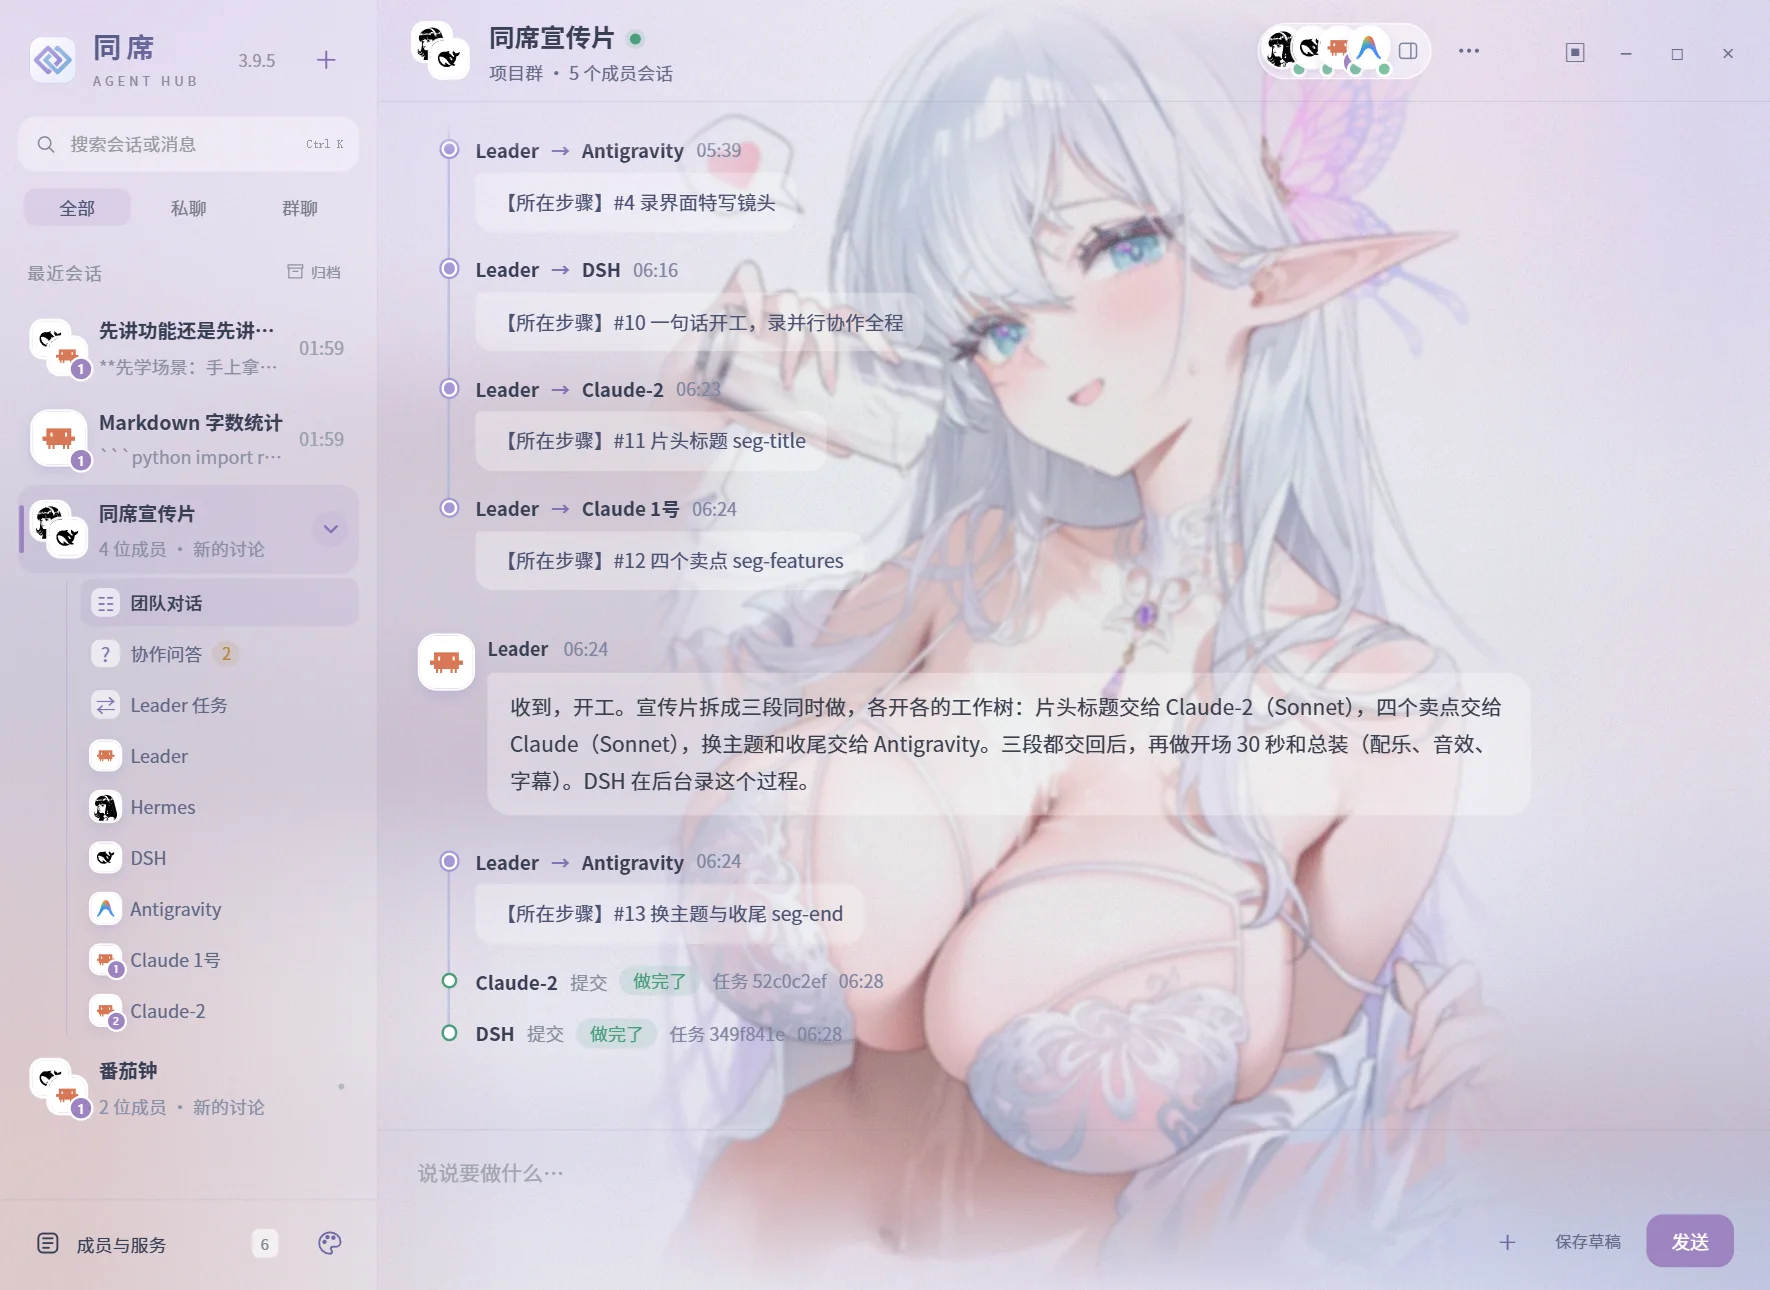 同席
AGENT HUB
3.9.5
搜索会话或消息
Ctrl K
全部
私聊
群聊
最近会话
归档
先讲功能还是先讲…
**先学场景：手上拿…
01:59
1
Markdown 字数统计
```python import r…
01:59
1
同席宣传片
4 位成员 · 新的讨论
团队对话
? 协作问答 2
Leader 任务
Leader
Hermes
DSH
Antigravity
Claude 1号
1
Claude-2
2
番茄钟
2 位成员 · 新的讨论
1
成员与服务
6
同席宣传片
项目群 · 5 个成员会话
Leader → Antigravity 05:39
【所在步骤】#4 录界面特写镜头
Leader → DSH 06:16
【所在步骤】#10 一句话开工，录并行协作全程
Leader → Claude-2 06:23
【所在步骤】#11 片头标题 seg-title
Leader → Claude 1号 06:24
【所在步骤】#12 四个卖点 seg-features
Leader 06:24
收到，开工。宣传片拆成三段同时做，各开各的工作树：片头标题交给 Claude-2（Sonnet），四个卖点交给
Claude（Sonnet），换主题和收尾交给 Antigravity。三段都交回后，再做开场 30 秒和总装（配乐、音效、
字幕）。DSH 在后台录这个过程。
Leader → Antigravity 06:24
【所在步骤】#13 换主题与收尾 seg-end
Claude-2 提交 做完了 任务 52c0c2ef 06:28
DSH 提交 做完了 任务 349f841e 06:28
说说要做什么…
保存草稿
发送